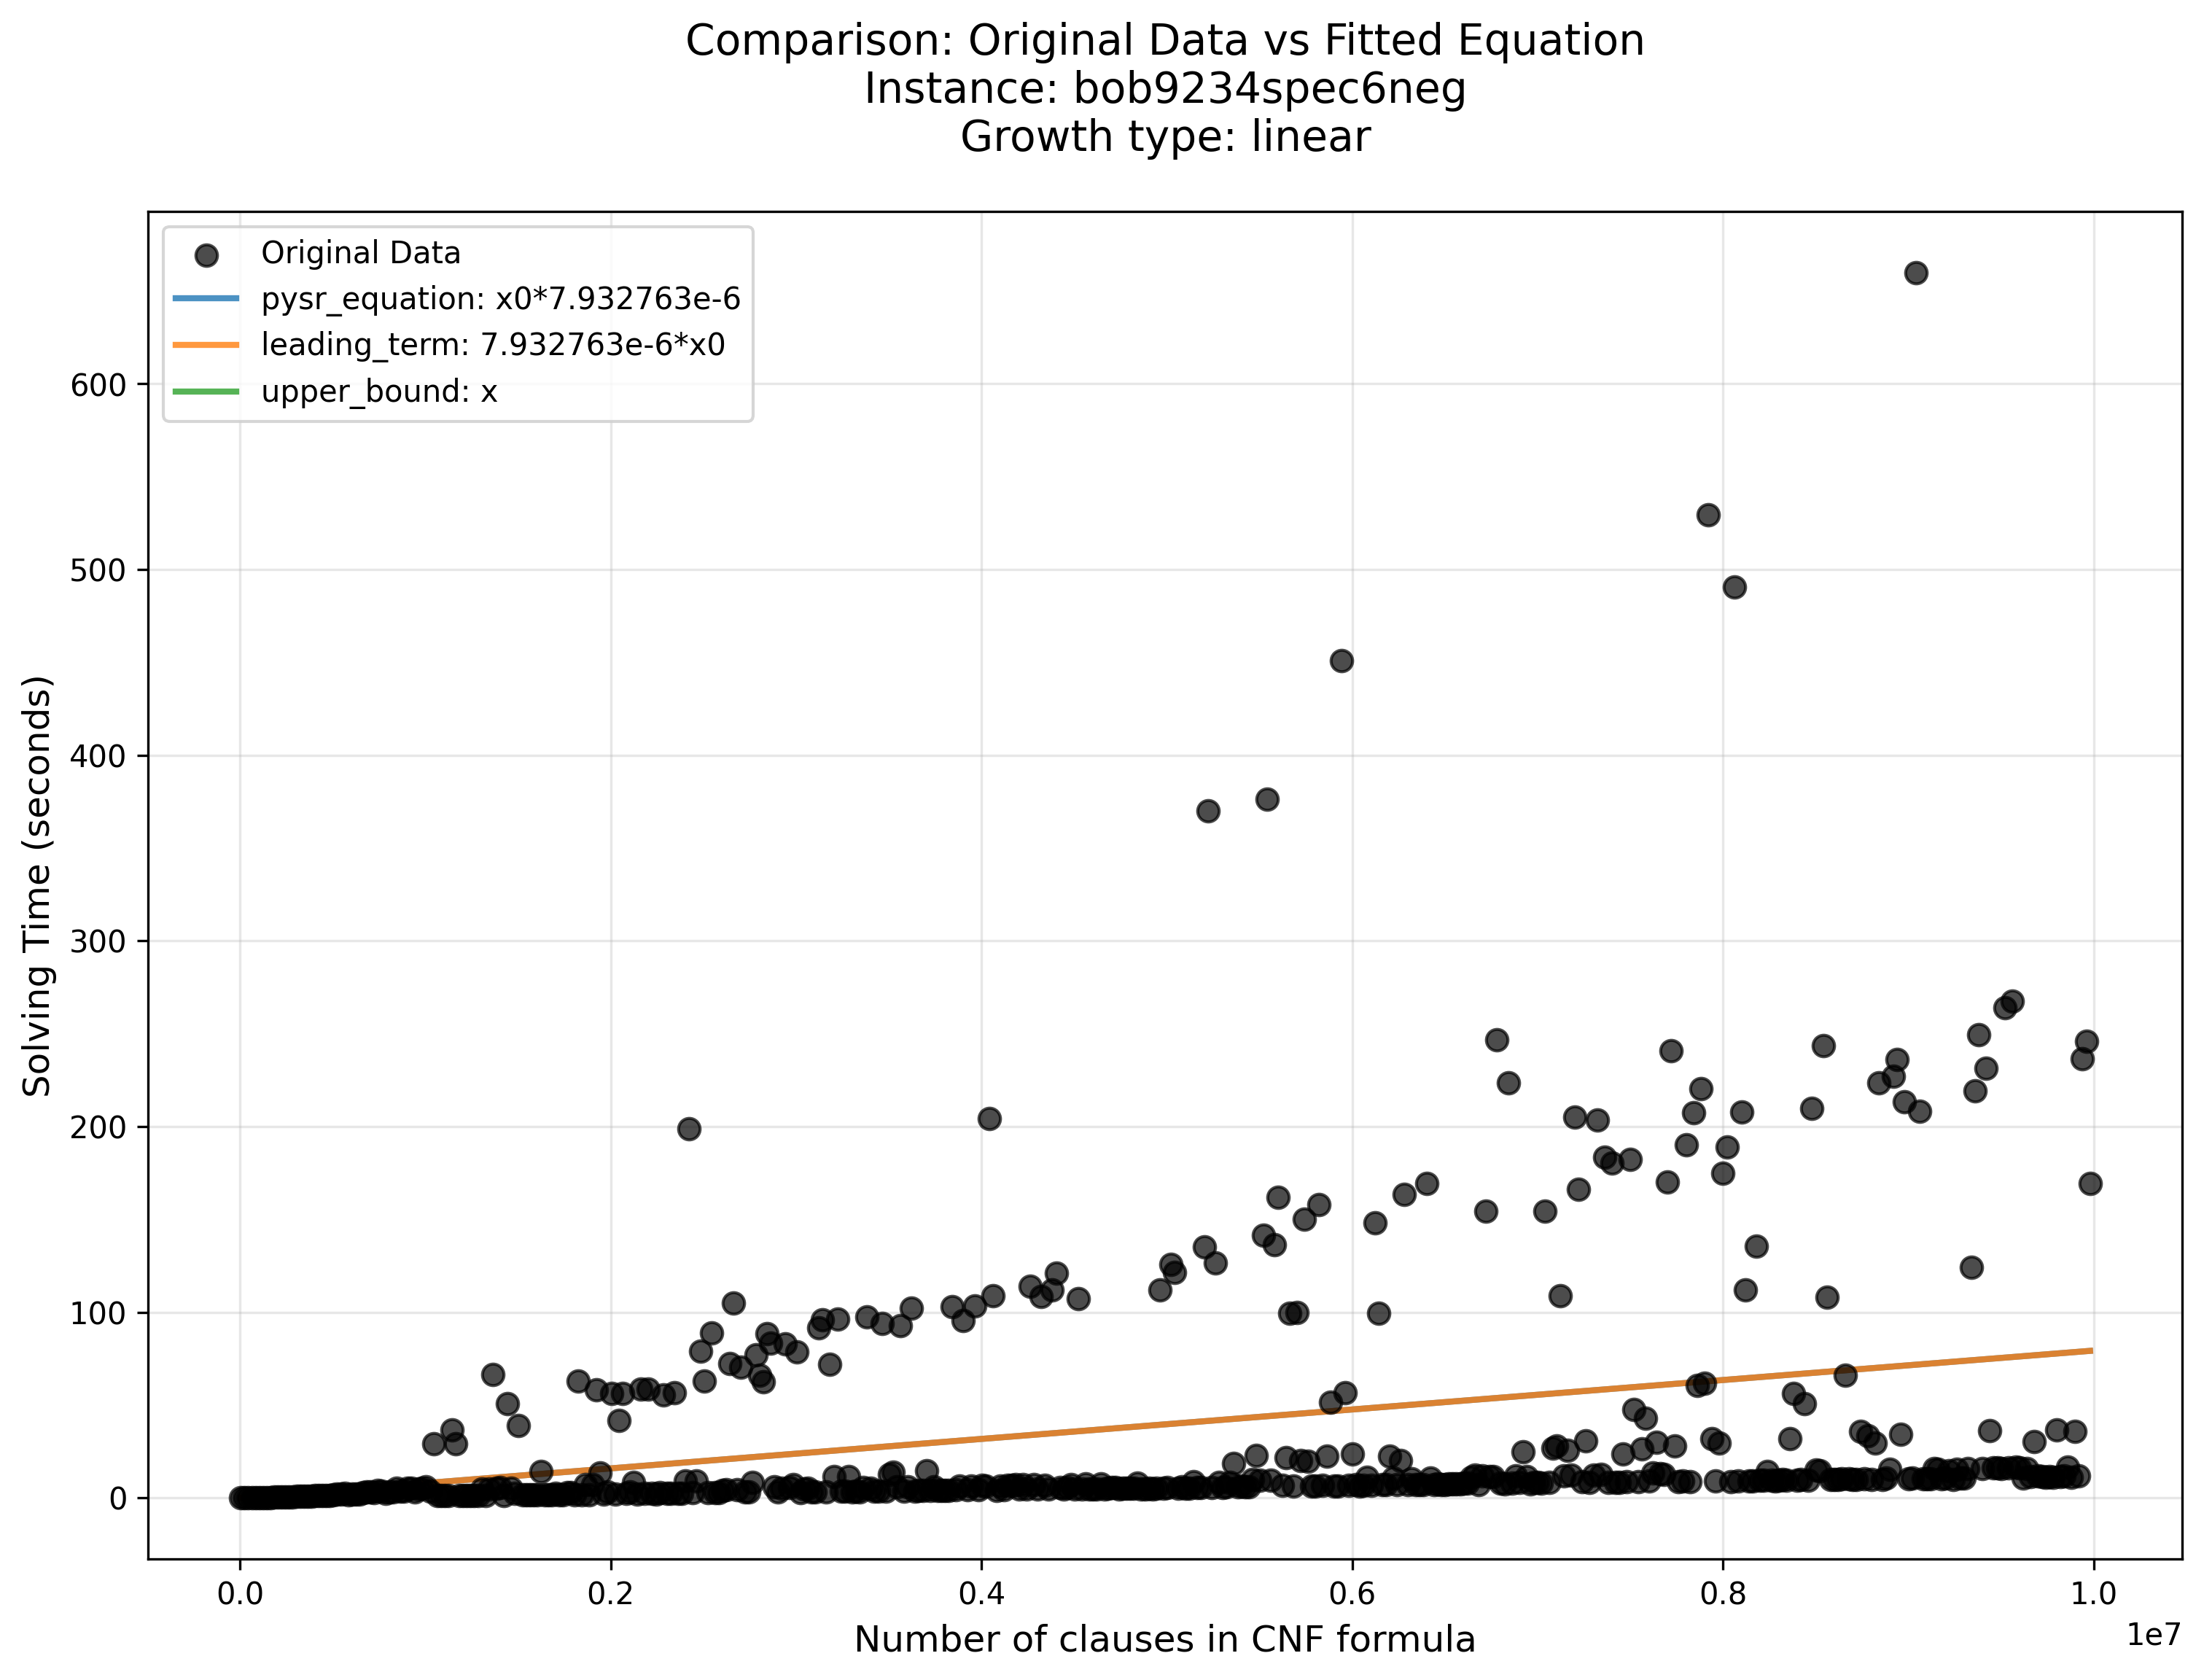 Comparison: Original Data vs Fitted Equation
Instance: bob9234spec6neg
Growth type: linear
Original Data
pysr_equation: x0*7.932763e-6
leading_term: 7.932763e-6*x0
upper_bound: x
600
500
400
300
200
100
0
Solving Time (seconds)
0.0 0.2 0.4 0.6 0.8 1.0
1e7
Number of clauses in CNF formula